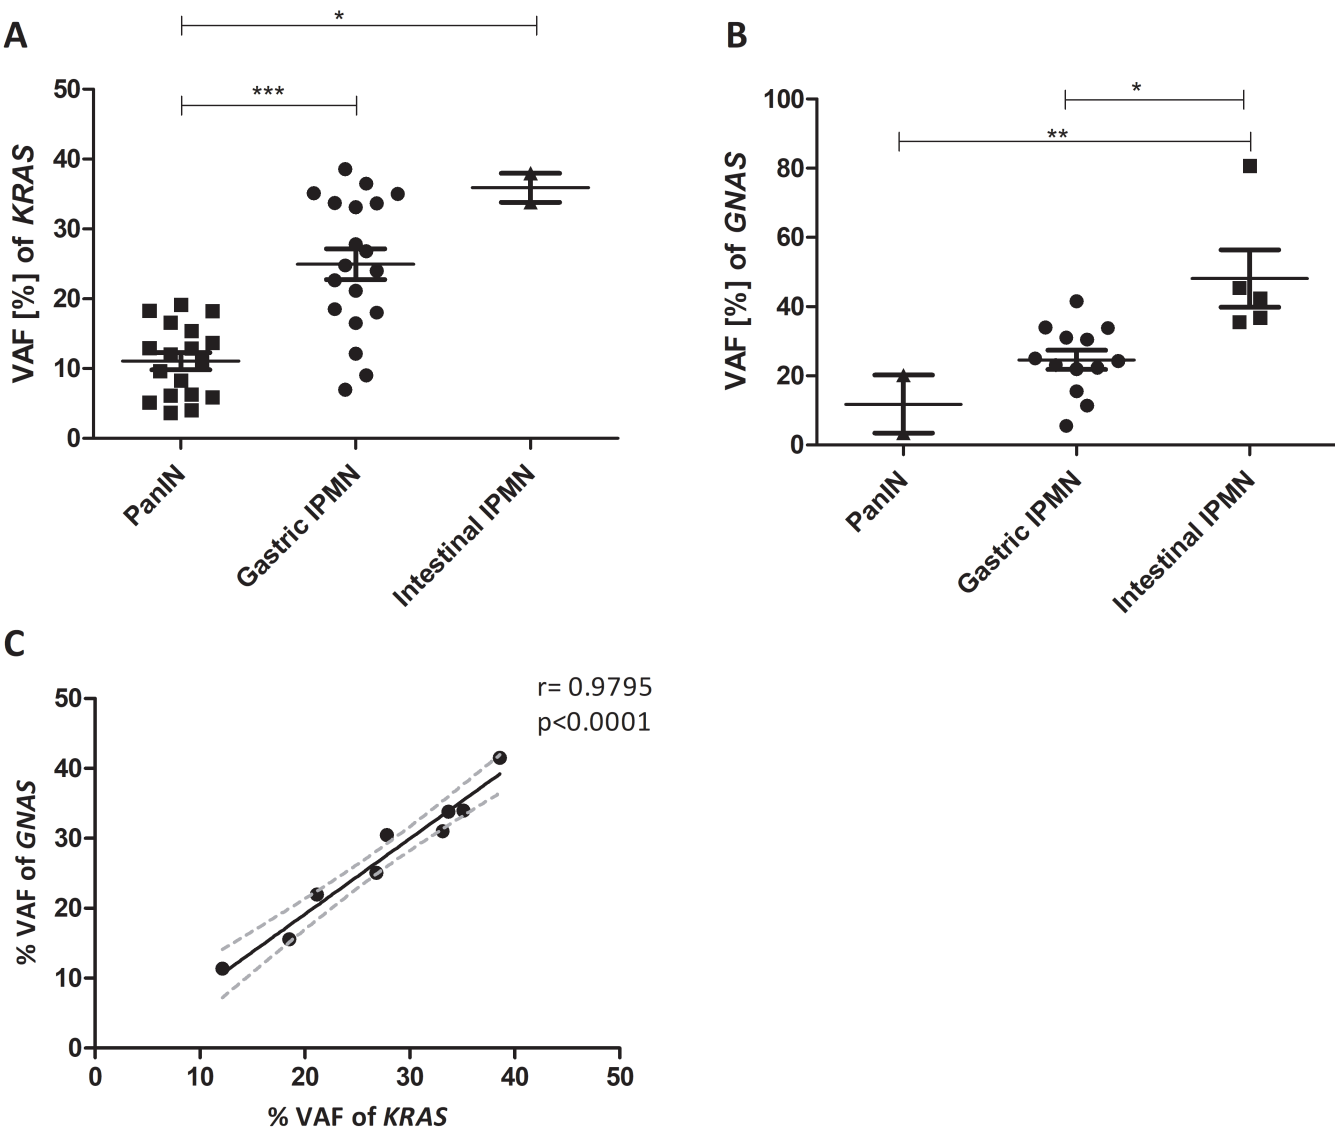 A
*
***
50
40
30
20
10
0
VAF [%] of KRAS
PanIN
Gastric IPMN
Intestinal IPMN
B
*
**
100
80
60
40
20
0
VAF [%] of GNAS
PanIN
Gastric IPMN
Intestinal IPMN
C
r= 0.9795
p<0.0001
50
40
30
20
10
0
% VAF of GNAS
0 10 20 30 40 50
% VAF of KRAS